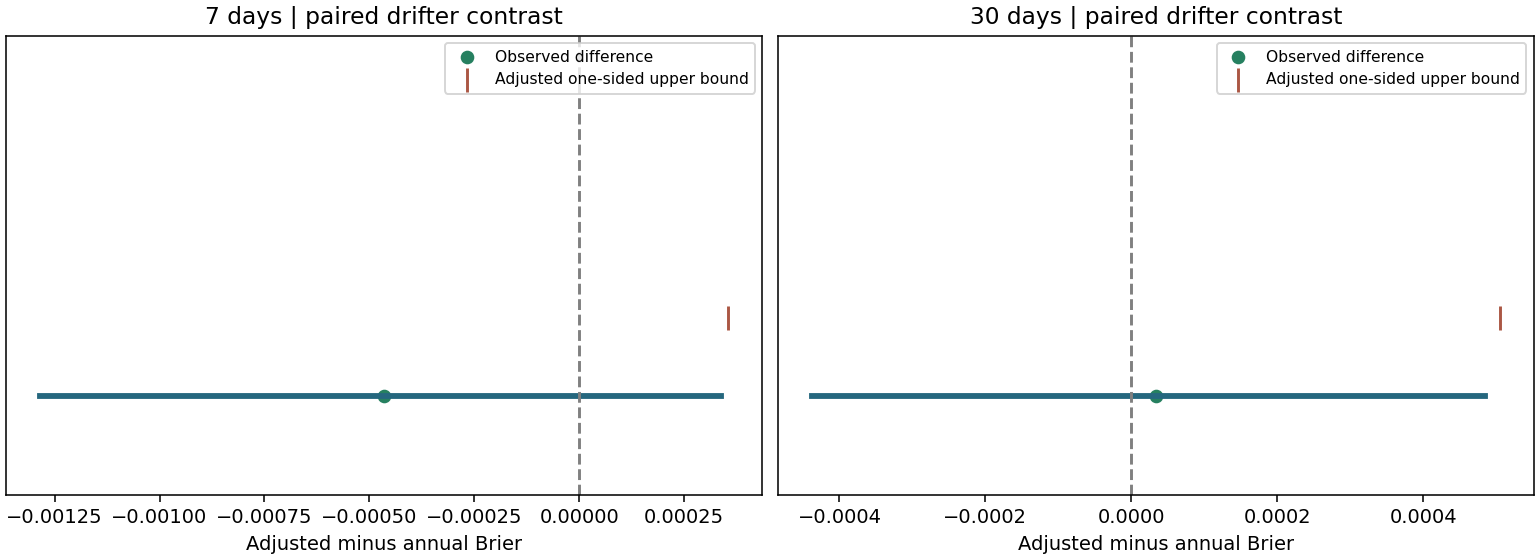 7 days | paired drifter contrast
Observed difference
Adjusted one-sided upper bound
−0.00125 −0.00100 −0.00075 −0.00050 −0.00025 0.00000 0.00025
Adjusted minus annual Brier
30 days | paired drifter contrast
Observed difference
Adjusted one-sided upper bound
−0.0004 −0.0002 0.0000 0.0002 0.0004
Adjusted minus annual Brier